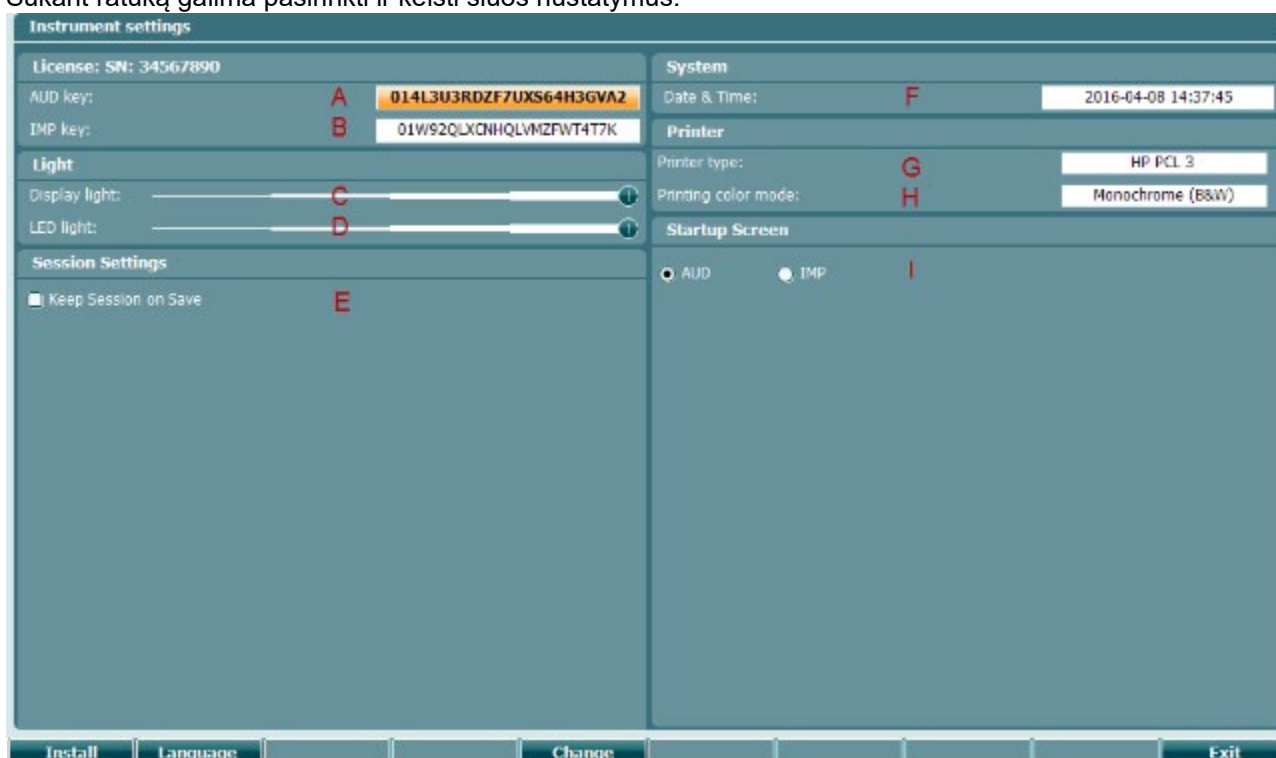 Sukant ratuką galima pasirinkti ir keisti šiuos nustatymus:
Instrument settings
License: SN: 34567890
AUD key: A 014L3U3RDZF7UXS64H3GVA2
IMP key: B 01W92QLXCNHQLVMZFWT4T7K
Light
Display light: C
LED light: D
Session Settings
Keep Session on Save E
System
Date & Time: F 2016-04-08 14:37:45
Printer
Printer type: G HP PCL 3
Printing color mode: H Monochrome (B&W)
Startup Screen
AUD IMP I
Install Language Change Exit